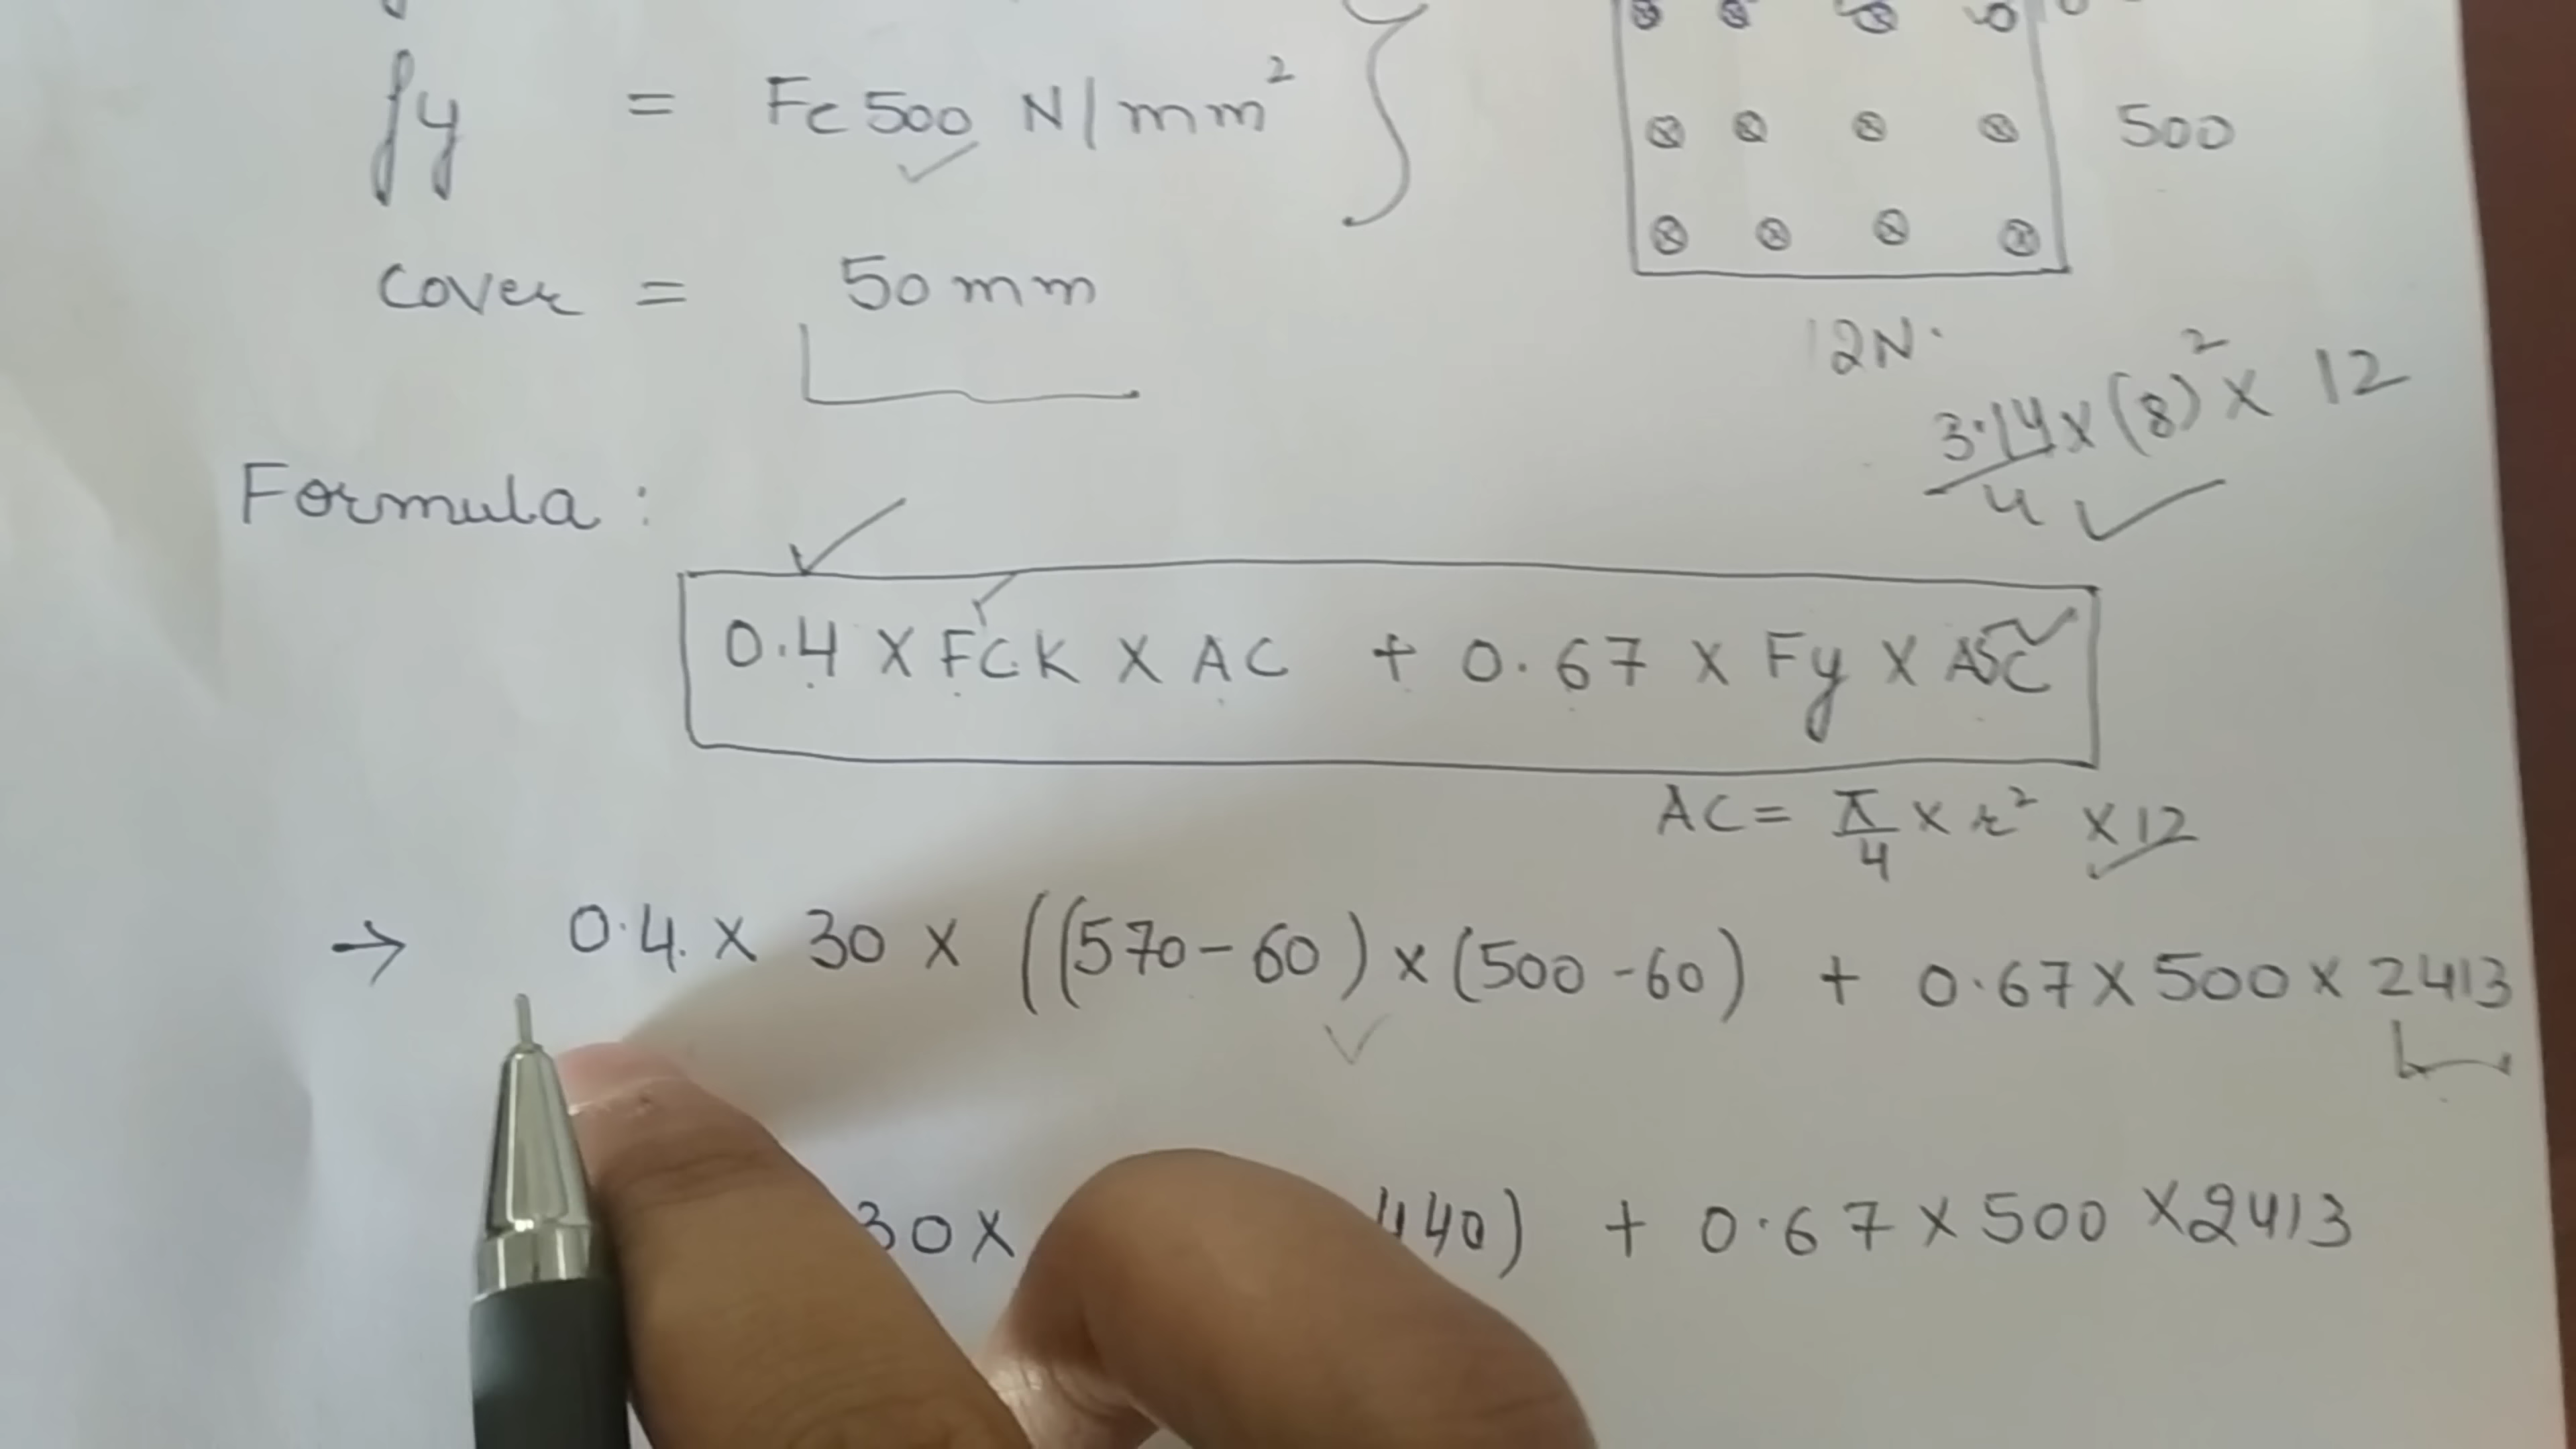 fy = Fe 500 N/mm²
500
cover = 50 mm
12N.
3.14 x (8)² x 12
4
Formula :
0.4 x FCK x AC + 0.67 x Fy x ASC
AC = π/4 x r² x 12
→ 0.4 x 30 x ((570-60) x (500-60) + 0.67 x 500 x 2413
30 x 440) + 0.67 x 500 x 2413